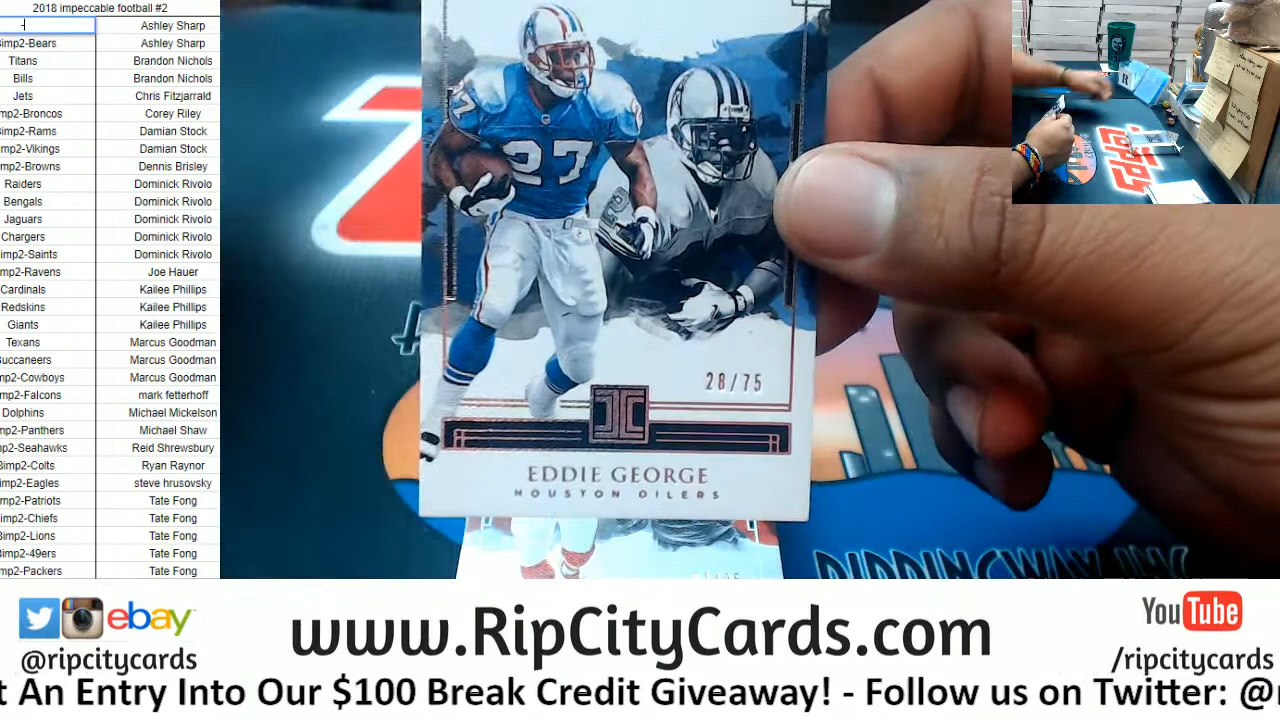 2018 impeccable football #2
- Ashley Sharp
imp2-Bears Ashley Sharp
Titans Brandon Nichols
Bills Brandon Nichols
Jets Chris Fitzjarrald
imp2-Broncos Corey Riley
imp2-Rams Damian Stock
mp2-Vikings Damian Stock
mp2-Browns Dennis Brisley
Raiders Dominick Rivolo
Bengals Dominick Rivolo
Jaguars Dominick Rivolo
Chargers Dominick Rivolo
imp2-Saints Dominick Rivolo
mp2-Ravens Joe Hauer
Cardinals Kailee Phillips
Redskins Kailee Phillips
Giants Kailee Phillips
Texans Marcus Goodman
Buccaneers Marcus Goodman
mp2-Cowboys Marcus Goodman
mp2-Falcons mark fetterhoff
Dolphins Michael Mickelson
mp2-Panthers Michael Shaw
np2-Seahawks Reid Shrewsbury
imp2-Colts Ryan Raynor
imp2-Eagles steve hrusovsky
mp2-Patriots Tate Fong
mp2-Chiefs Tate Fong
imp2-Lions Tate Fong
imp2-49ers Tate Fong
mp2-Packers Tate Fong
27
28/75
EDDIE GEORGE
HOUSTON OILERS
RIPPINGWAX INC
ebay
@ripcitycards
www.RipCityCards.com
YouTube
/ripcitycards
t An Entry Into Our $100 Break Credit Giveaway! - Follow us on Twitter: @r